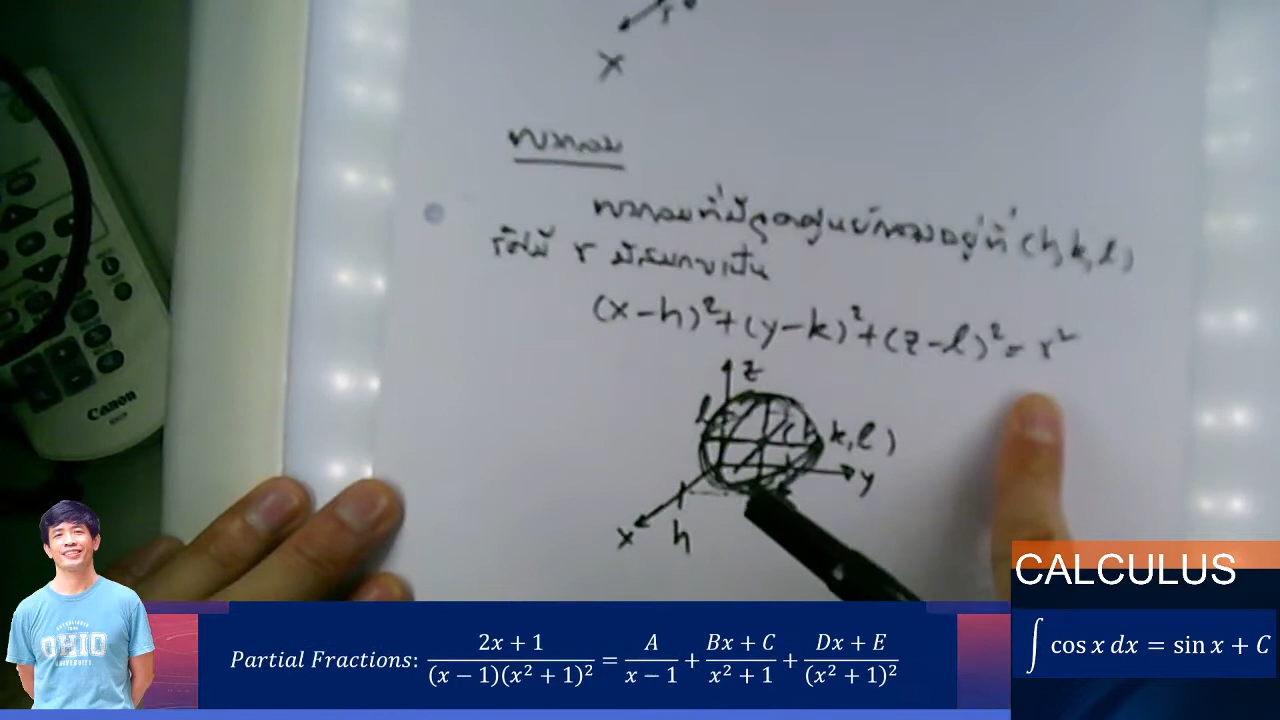 x
ทรงกลม
ทรงกลมที่มีจุดศูนย์กลางอยู่ที่ (h, k, l)
รัศมี r มีสมการเป็น
(x-h)²+(y-k)²+(z-l)²=r²
z
l
k, l)
y
x
h
Canon
OHIO
UNIVERSITY
CALCULUS
∫ cos x dx = sin x + C
Partial Fractions: (2x+1)/((x-1)(x²+1)²) = A/(x-1) + (Bx+C)/(x²+1) + (Dx+E)/(x²+1)²